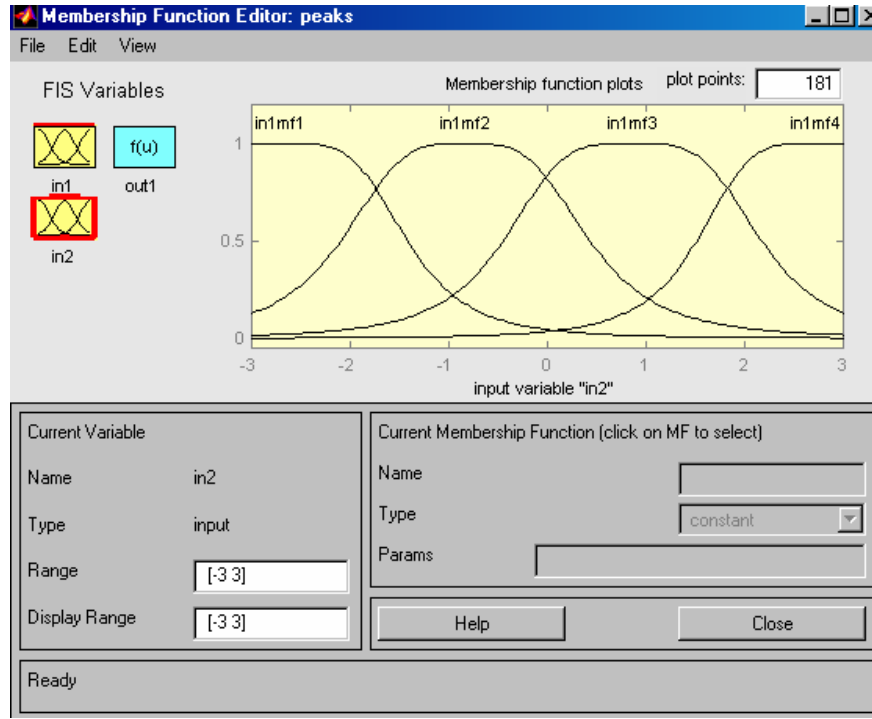 Membership Function Editor: peaks
File Edit View
FIS Variables
Membership function plots plot points: 181
in1mf1 in1mf2 in1mf3 in1mf4
f(u)
in1 out1
in2
1
0.5
0
-3 -2 -1 0 1 2 3
input variable "in2"
Current Variable
Name in2
Type input
Range [-3 3]
Display Range [-3 3]
Current Membership Function (click on MF to select)
Name
Type constant
Params
Help Close
Ready